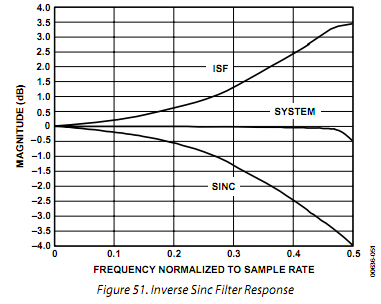 4.0
3.5
3.0
2.5
2.0
1.5
1.0
0.5
0
–0.5
–1.0
–1.5
–2.0
–2.5
–3.0
–3.5
–4.0
MAGNITUDE (dB)
ISF
SYSTEM
SINC
0 0.1 0.2 0.3 0.4 0.5
FREQUENCY NORMALIZED TO SAMPLE RATE
00636-051
Figure 51. Inverse Sinc Filter Response